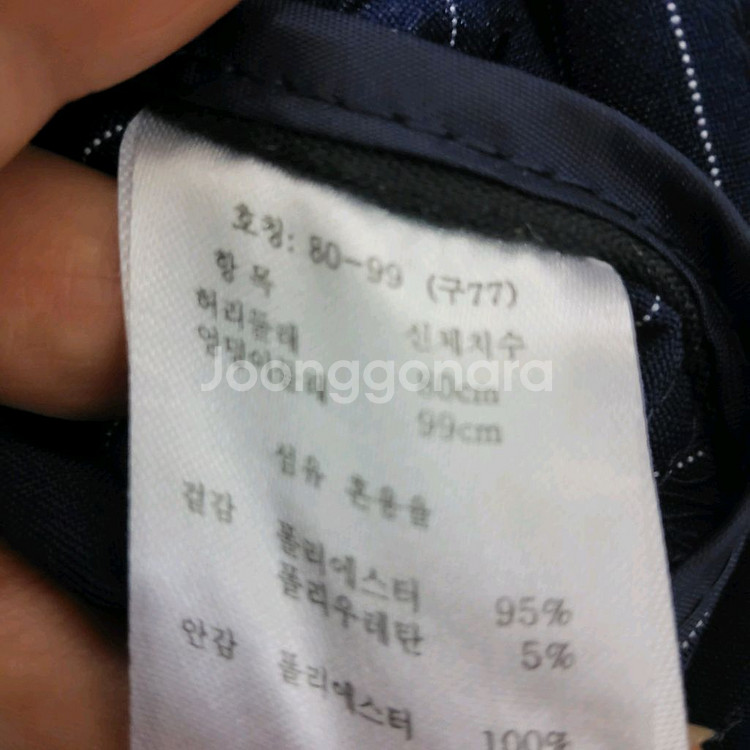 호칭: 80-99 (구77)
항목 신체치수
허리둘레 80cm
엉덩이둘레 99cm
Joonggonara
섬유 혼용율
겉감 폴리에스터 95%
폴리우레탄 5%
안감 폴리에스터 100%